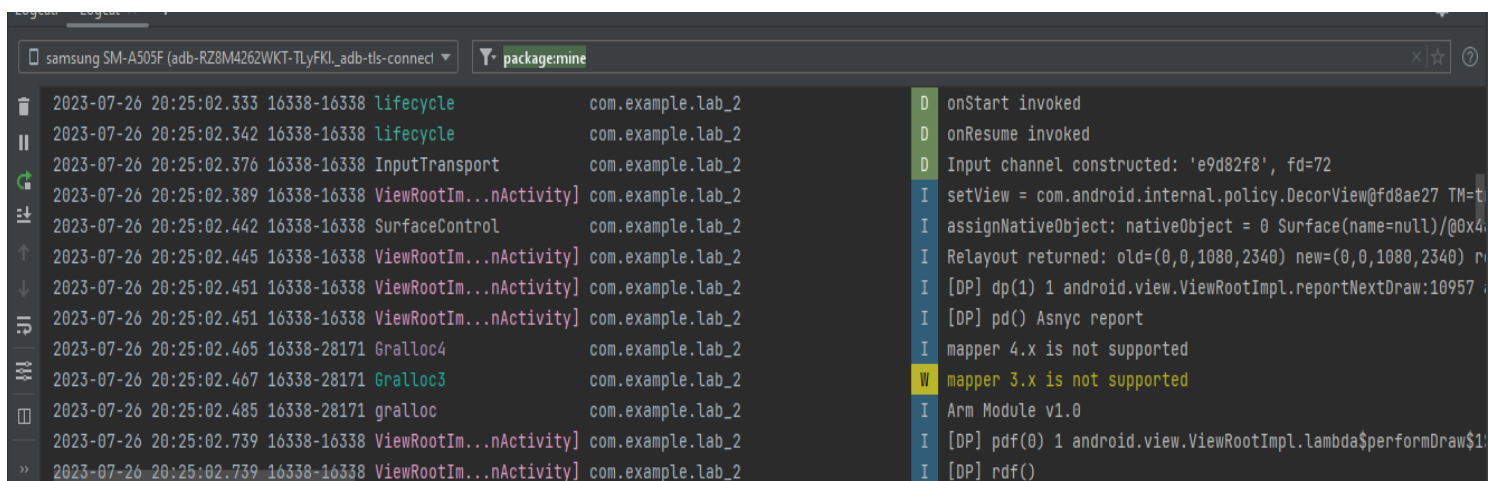 samsung SM-A505F (adb-RZ8M4262WKT-TLyFKI._adb-tls-connect package:mine
2023-07-26 20:25:02.333 16338-16338 lifecycle com.example.lab_2 D onStart invoked
2023-07-26 20:25:02.342 16338-16338 lifecycle com.example.lab_2 D onResume invoked
2023-07-26 20:25:02.376 16338-16338 InputTransport com.example.lab_2 D Input channel constructed: 'e9d82f8', fd=72
2023-07-26 20:25:02.389 16338-16338 ViewRootIm...nActivity] com.example.lab_2 I setView = com.android.internal.policy.DecorView@fd8ae27
2023-07-26 20:25:02.442 16338-16338 SurfaceControl com.example.lab_2 I assignNativeObject: nativeObject = 0 Surface(name=null)/@0x4
2023-07-26 20:25:02.445 16338-16338 ViewRootIm...nActivity] com.example.lab_2 I Relayout returned: old=(0,0,1080,2340) new=(0,0,1080,2340)
2023-07-26 20:25:02.451 16338-16338 ViewRootIm...nActivity] com.example.lab_2 I [DP] dp(1) 1 android.view.ViewRootImpl.reportNextDraw:10957
2023-07-26 20:25:02.451 16338-16338 ViewRootIm...nActivity] com.example.lab_2 I [DP] pd() Asnyc report
2023-07-26 20:25:02.465 16338-28171 Gralloc4 com.example.lab_2 I mapper 4.x is not supported
2023-07-26 20:25:02.467 16338-28171 Gralloc3 com.example.lab_2 W mapper 3.x is not supported
2023-07-26 20:25:02.485 16338-28171 gralloc com.example.lab_2 I Arm Module v1.0
2023-07-26 20:25:02.739 16338-16338 ViewRootIm...nActivity] com.example.lab_2 I [DP] pdf(0) 1 android.view.ViewRootImpl.lambda$performDraw$1
2023-07-26 20:25:02.739 16338-16338 ViewRootIm...nActivity] com.example.lab_2 I [DP] rdf()